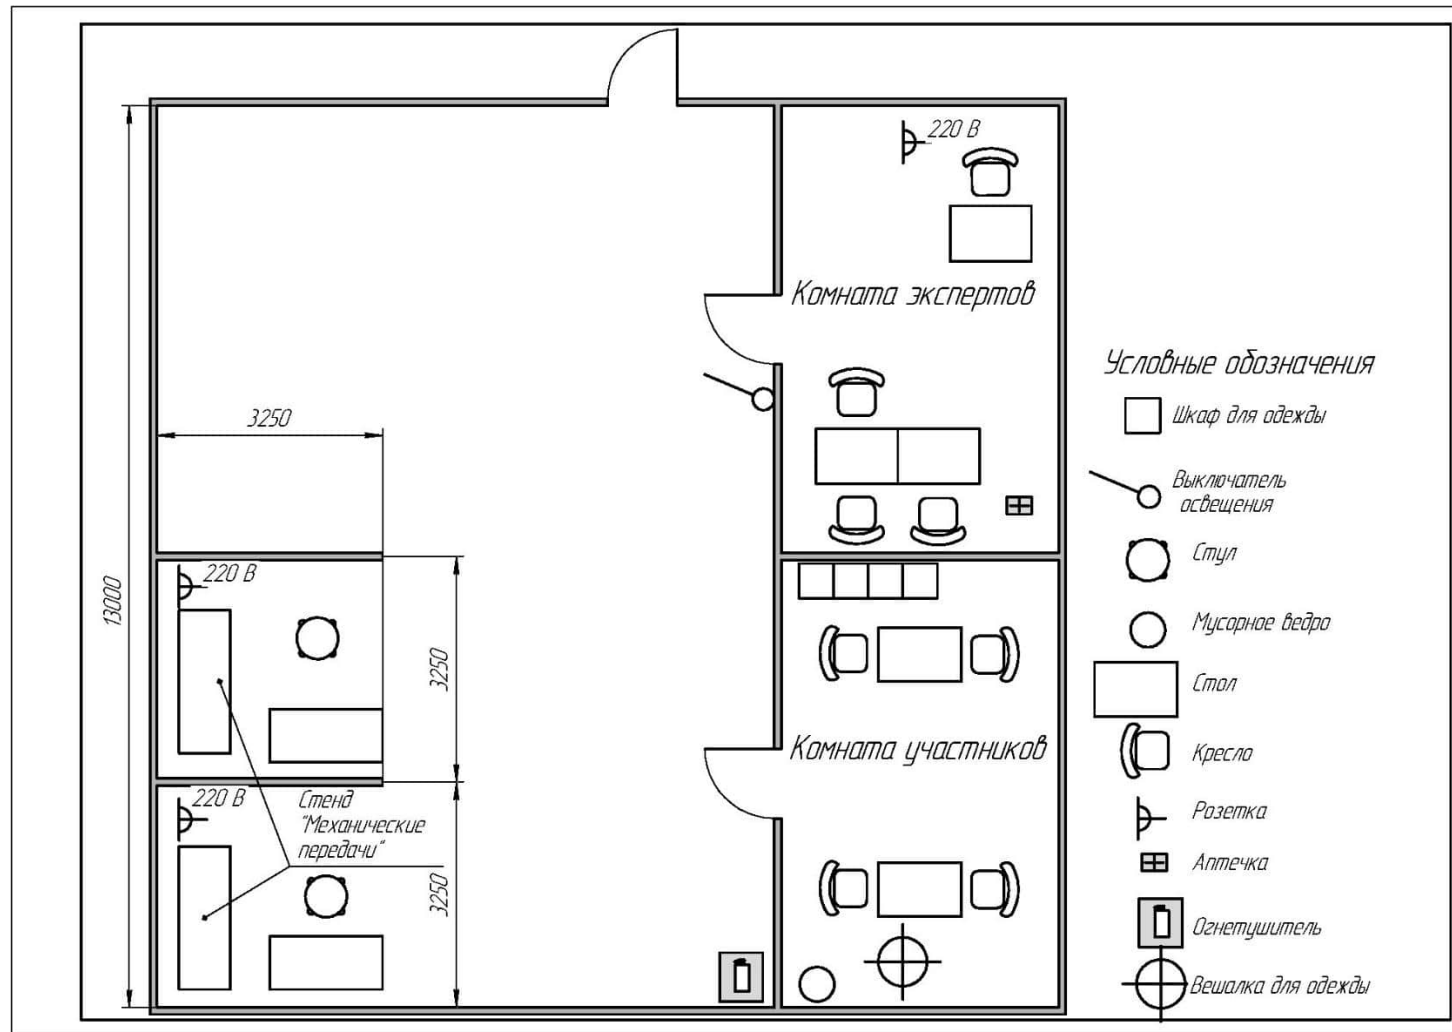 220 В
Комната экспертов
Условные обозначения
Шкаф для одежды
3250
Выключатель
освещения
Стул
220 В
13000
3250
Мусорное ведро
Стол
Комната участников
Кресло
220 В
Стенд
"Механические
передачи"
3250
Розетка
Аптечка
Огнетушитель
Вешалка для одежды